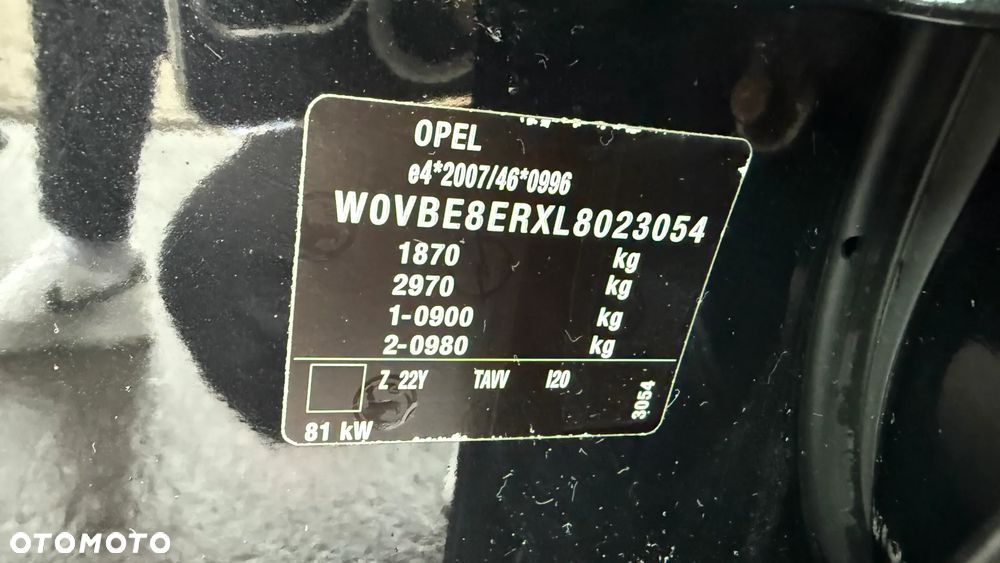 OPEL
e4*2007/46*0996
W0VBE8ERXL8023054
1870 kg
2970 kg
1-0900 kg
2-0980 kg
Z 22Y TAVV I20
3054
81 kW
OTOMOTO